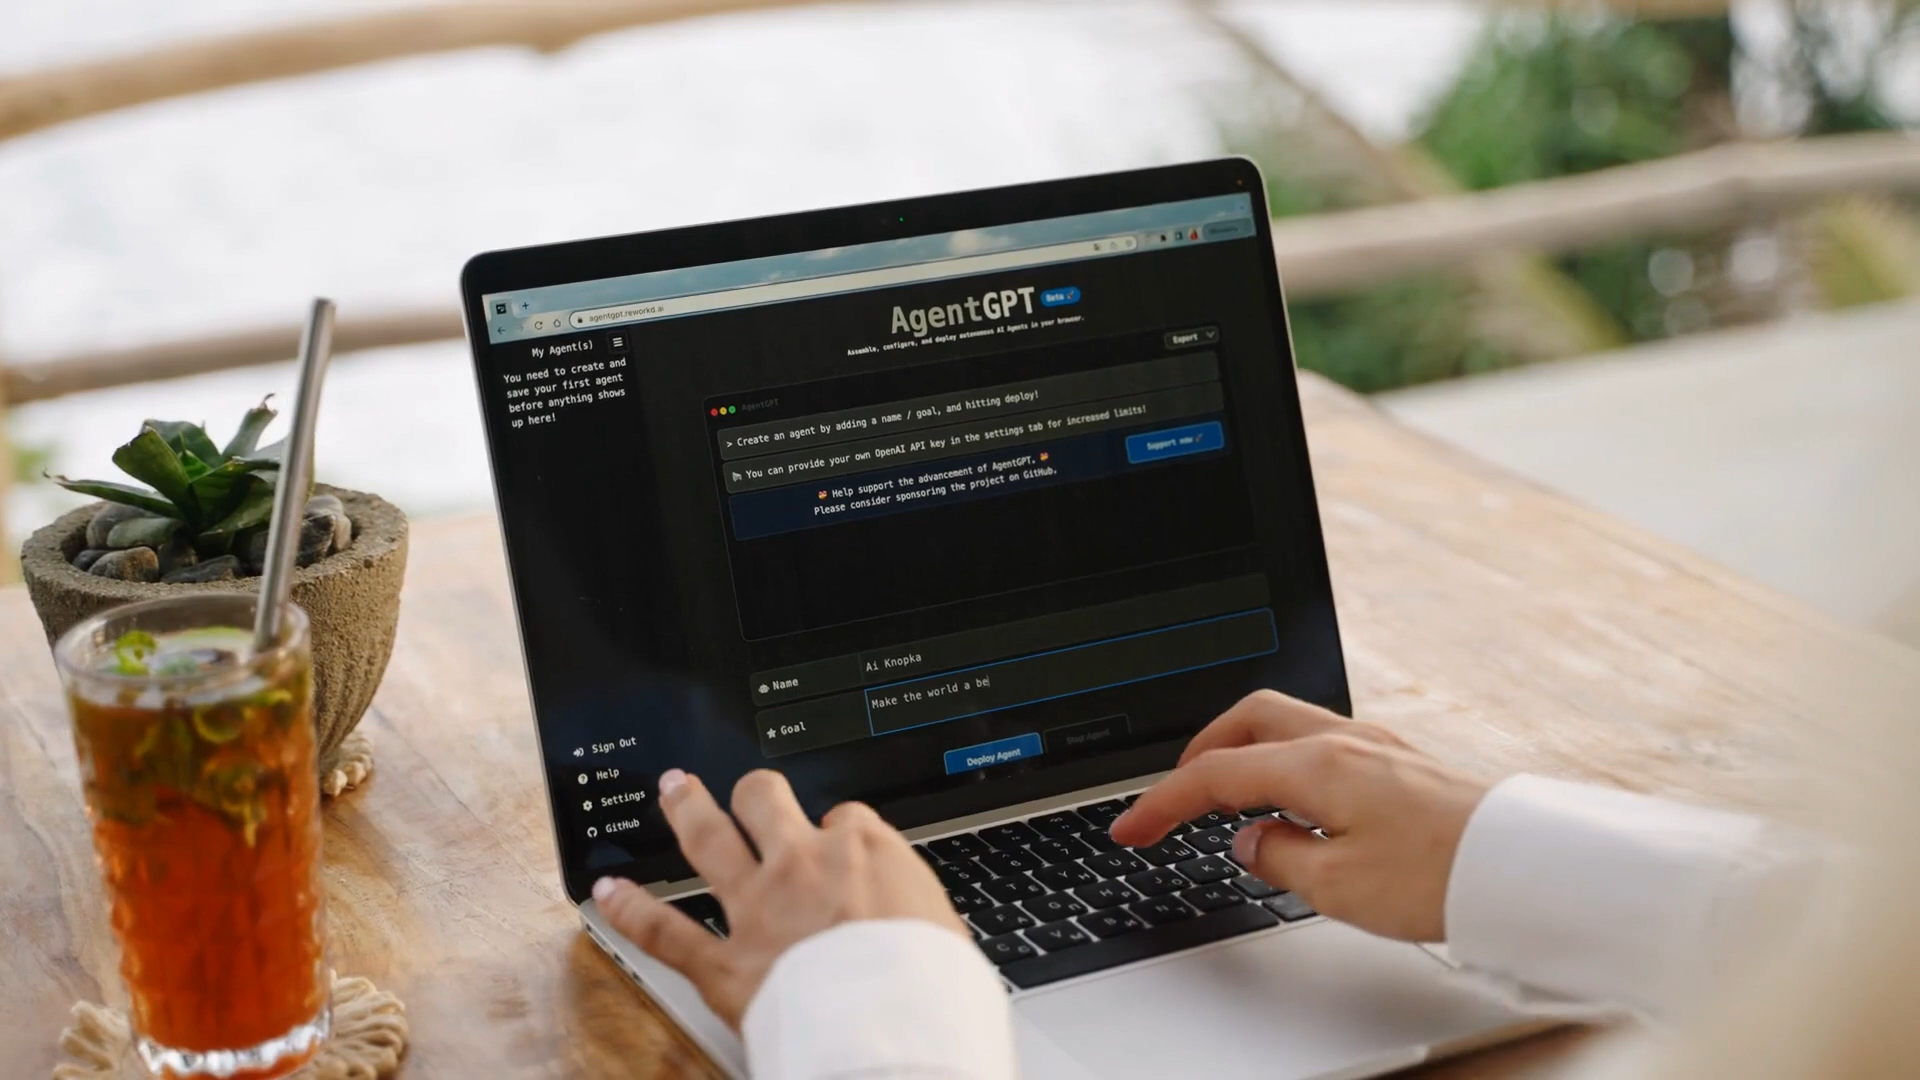 agentgpt.reworkd.ai
My Agent(s)
You need to create and
save your first agent
before anything shows
up here!
AgentGPT
Beta
Assemble, configure, and deploy autonomous AI Agents in your browser.
Export
AgentGPT
> Create an agent by adding a name / goal, and hitting deploy!
You can provide your own OpenAI API key in the settings tab for increased limits!
Help support the advancement of AgentGPT.
Please consider sponsoring the project on GitHub.
Support now
Name
Ai Knopka
Goal
Make the world a be
Deploy Agent
Stop Agent
Sign Out
Help
Settings
GitHub